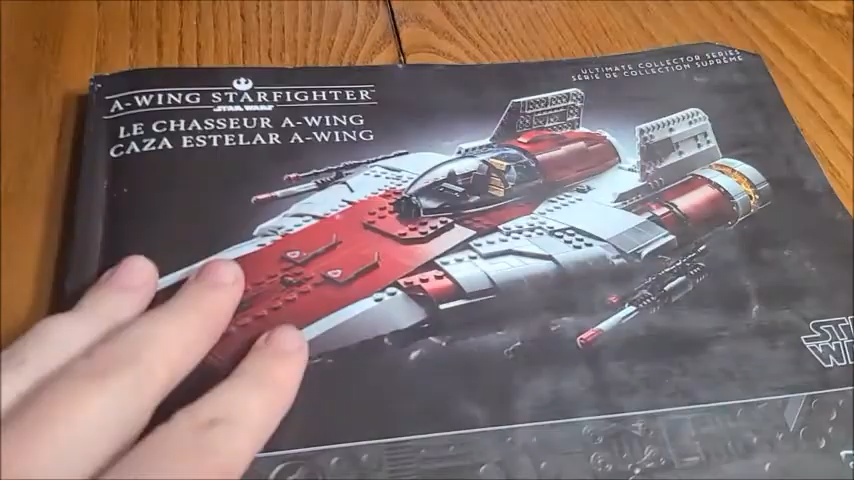 A-WING STARFIGHTER
STAR WARS
LE CHASSEUR A-WING
CAZA ESTELAR A-WING
ULTIMATE COLLECTOR SERIES
SÉRIE DE COLLECTION SUPRÊME